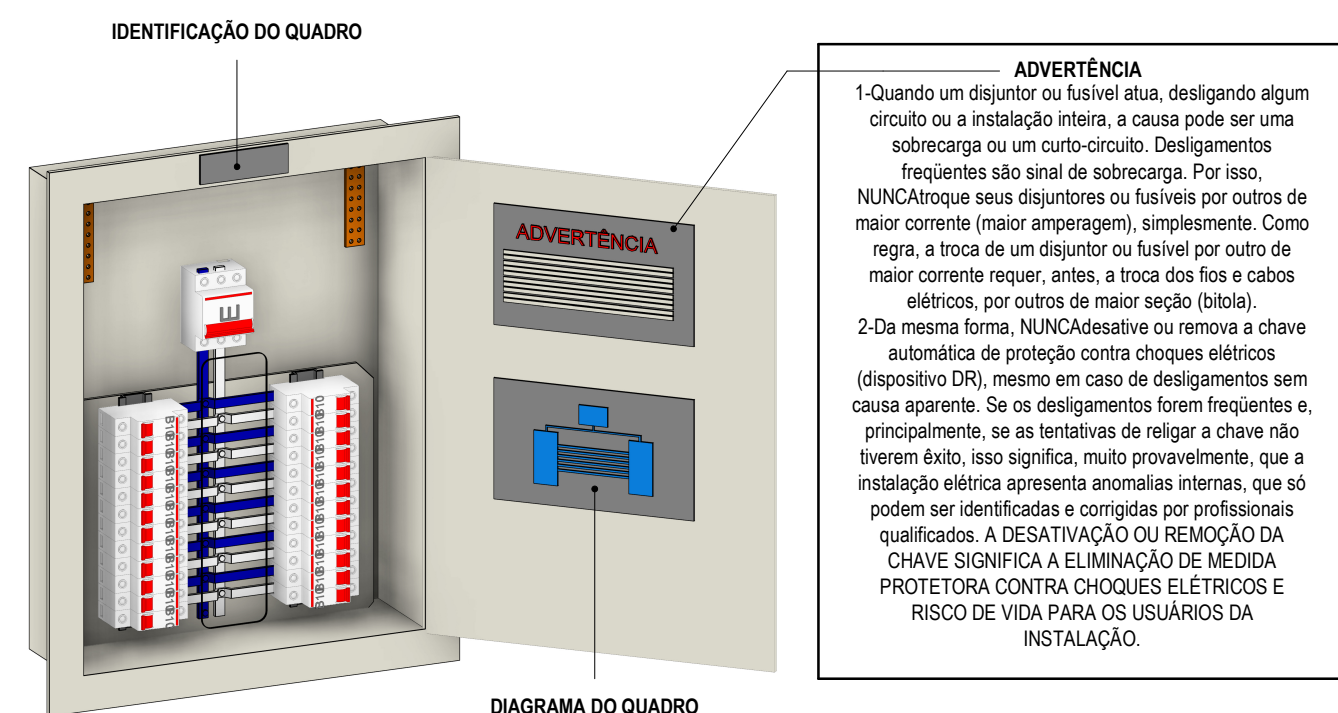 IDENTIFICAÇÃO DO QUADRO
ADVERTÊNCIA
1-Quando um disjuntor ou fusível atua, desligando algum
circuito ou a instalação inteira, a causa pode ser uma
sobrecarga ou um curto-circuito. Desligamentos
freqüentes são sinal de sobrecarga. Por isso,
NUNCAtroque seus disjuntores ou fusíveis por outros de
maior corrente (maior amperagem), simplesmente. Como
regra, a troca de um disjuntor ou fusível por outro de
maior corrente requer, antes, a troca dos fios e cabos
elétricos, por outros de maior seção (bitola).
2-Da mesma forma, NUNCAdesative ou remova a chave
automática de proteção contra choques elétricos
(dispositivo DR), mesmo em caso de desligamentos sem
causa aparente. Se os desligamentos forem freqüentes e,
principalmente, se as tentativas de religar a chave não
tiverem êxito, isso significa, muito provavelmente, que a
instalação elétrica apresenta anomalias internas, que só
podem ser identificadas e corrigidas por profissionais
qualificados. A DESATIVAÇÃO OU REMOÇÃO DA
CHAVE SIGNIFICA A ELIMINAÇÃO DE MEDIDA
PROTETORA CONTRA CHOQUES ELÉTRICOS E
RISCO DE VIDA PARA OS USUÁRIOS DA
INSTALAÇÃO.
ADVERTÊNCIA
DIAGRAMA DO QUADRO